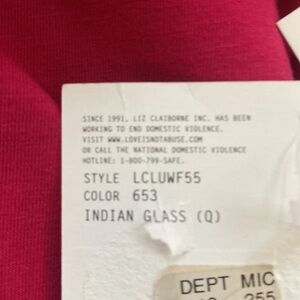 SINCE 1991, LIZ CLAIBORNE INC. HAS BEEN
WORKING TO END DOMESTIC VIOLENCE.
VISIT WWW.LOVEISNOTABUSE.COM
OR CALL THE NATIONAL DOMESTIC VIOLENCE
HOTLINE: 1-800-799-SAFE.
STYLE LCLUWF55
COLOR 653
INDIAN GLASS (Q)
DEPT MIC
255